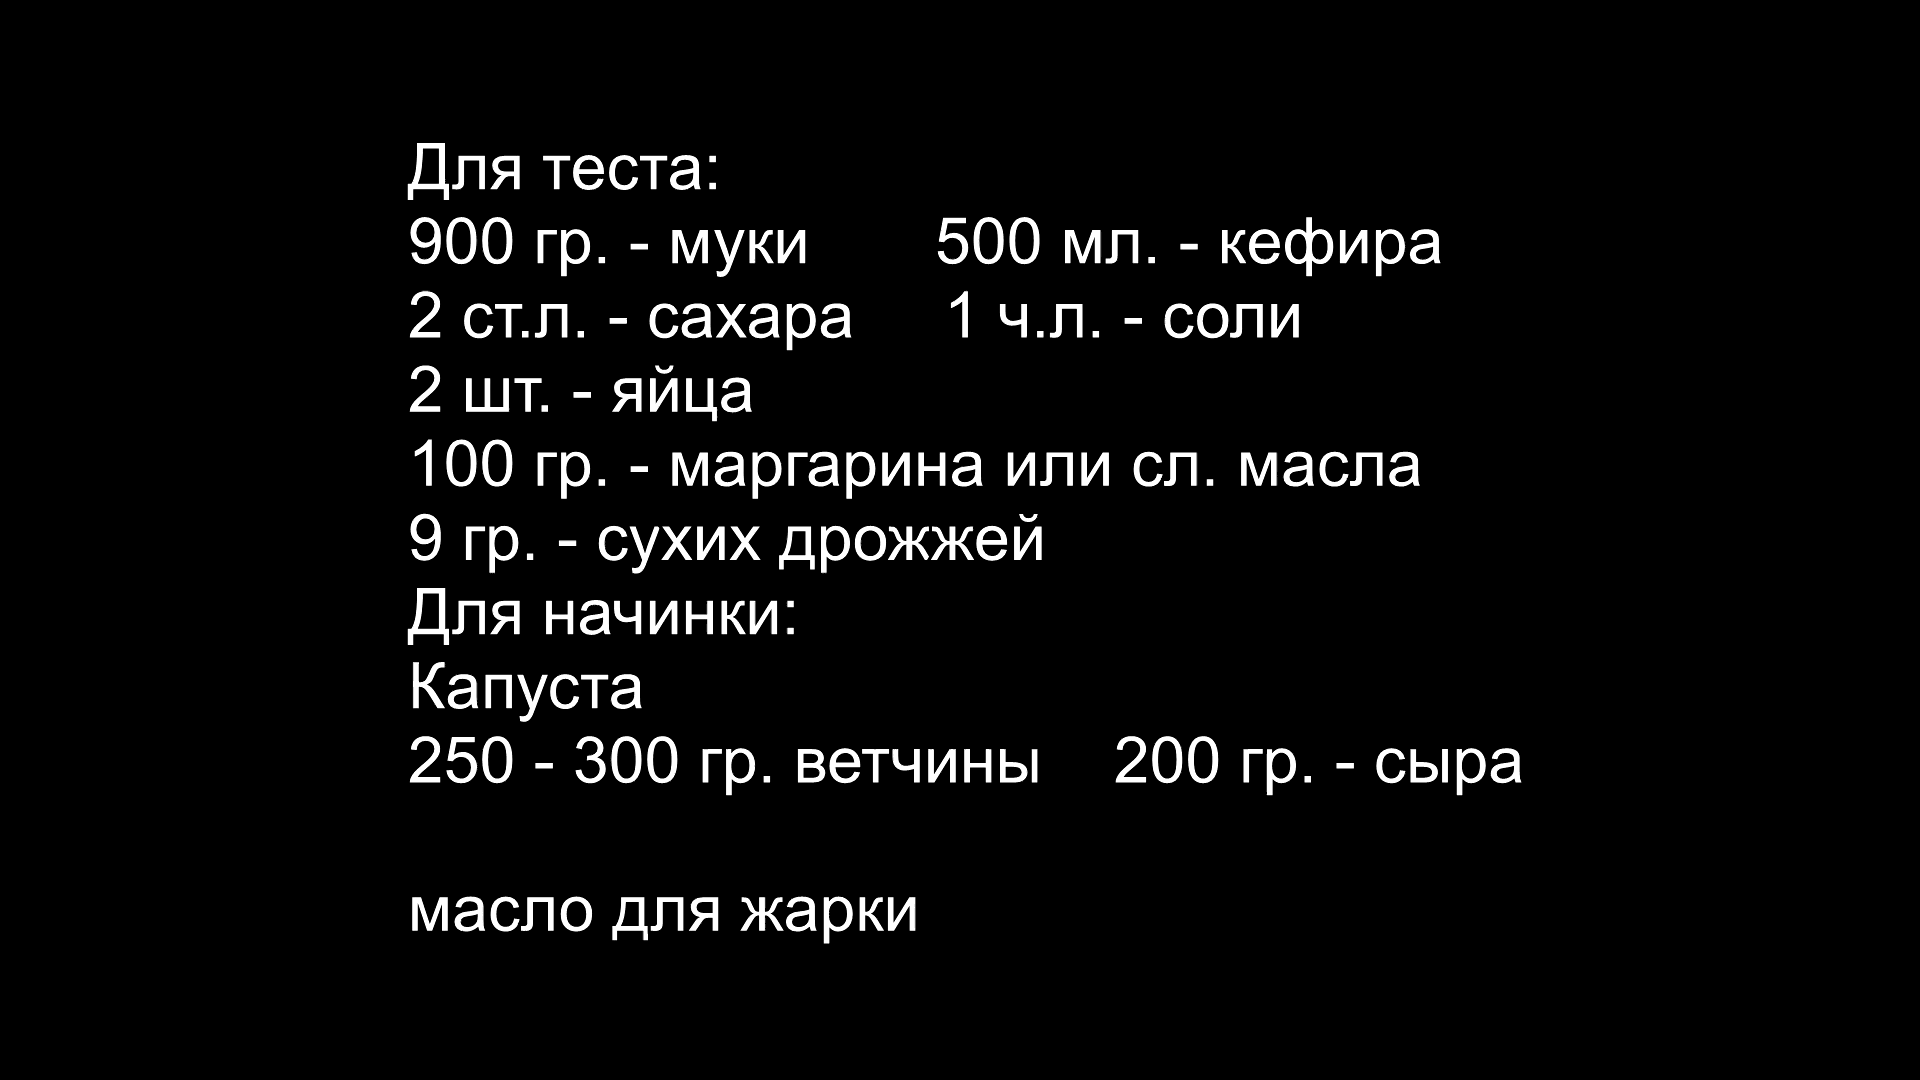 Для теста:
900 гр. - муки 500 мл. - кефира
2 ст.л. - сахара 1 ч.л. - соли
2 шт. - яйца
100 гр. - маргарина или сл. масла
9 гр. - сухих дрожжей
Для начинки:
Капуста
250 - 300 гр. ветчины 200 гр. - сыра
масло для жарки